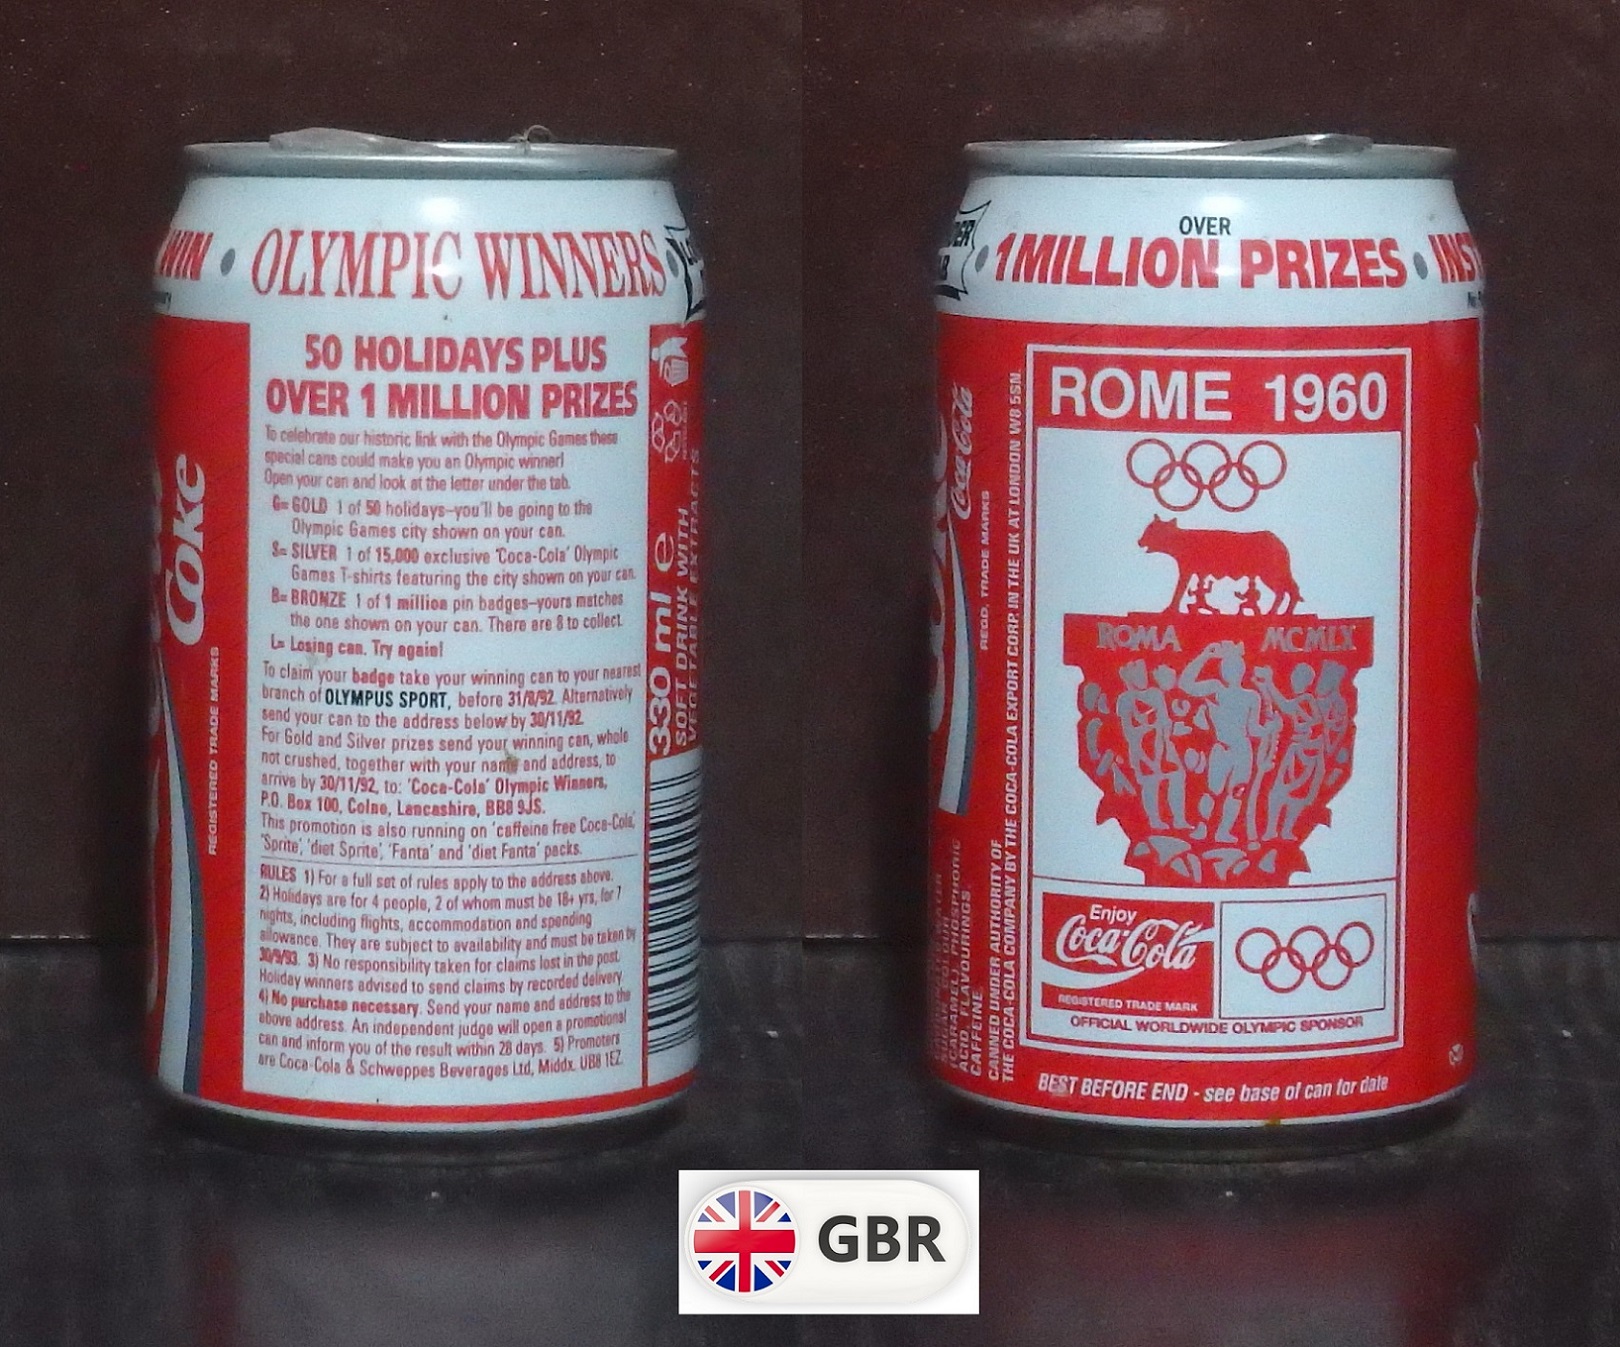 WIN • OLYMPIC WINNERS •
50 HOLIDAYS PLUS
OVER 1 MILLION PRIZES
To celebrate our historic link with the Olympic Games these
special cans could make you an Olympic winner!
Open your can and look at the letter under the tab.
G= GOLD 1 of 50 holidays–you'll be going to the
Olympic Games city shown on your can.
S= SILVER 1 of 15,000 exclusive 'Coca-Cola' Olympic
Games T-shirts featuring the city shown on your can.
B= BRONZE 1 of 1 million pin badges–yours matches
the one shown on your can. There are 8 to collect.
L= Losing can. Try again!
To claim your badge take your winning can to your nearest
branch of OLYMPUS SPORT, before 31/8/92. Alternatively
send your can to the address below by 30/11/92.
For Gold and Silver prizes send your winning can, whole
not crushed, together with your name and address, to
arrive by 30/11/92, to: 'Coca-Cola' Olympic Winners,
P.O. Box 100, Colne, Lancashire, BB8 9JS.
This promotion is also running on 'caffeine free Coca-Cola',
'Sprite', 'diet Sprite', 'Fanta' and 'diet Fanta' packs.
RULES 1) For a full set of rules apply to the address above.
2) Holidays are for 4 people, 2 of whom must be 18+ yrs, for 7
nights, including flights, accommodation and spending
allowance. They are subject to availability and must be taken by
30/9/93. 3) No responsibility taken for claims lost in the post.
Holiday winners advised to send claims by recorded delivery.
4) No purchase necessary. Send your name and address to the
above address. An independent judge will open a promotional
can and inform you of the result within 28 days. 5) Promoters
are Coca-Cola & Schweppes Beverages Ltd, Middx. UB8 1EZ.
Coke
REGISTERED TRADE MARKS
330 ml e
SOFT DRINK WITH
VEGETABLE EXTRACTS
OVER
• 1 MILLION PRIZES •
ROME 1960
ROMA MCMLX
Enjoy
Coca-Cola
REGISTERED TRADE MARK
OFFICIAL WORLDWIDE OLYMPIC SPONSOR
BEST BEFORE END - see base of can for date
Coca-Cola
REGD. TRADE MARKS
(CARAMEL), PHOSPHORIC
ACID, FLAVOURINGS
CAFFEINE
CANNED UNDER AUTHORITY OF
THE COCA-COLA COMPANY BY THE COCA-COLA EXPORT CORP. IN THE UK AT LONDON W8 5SN.
GBR